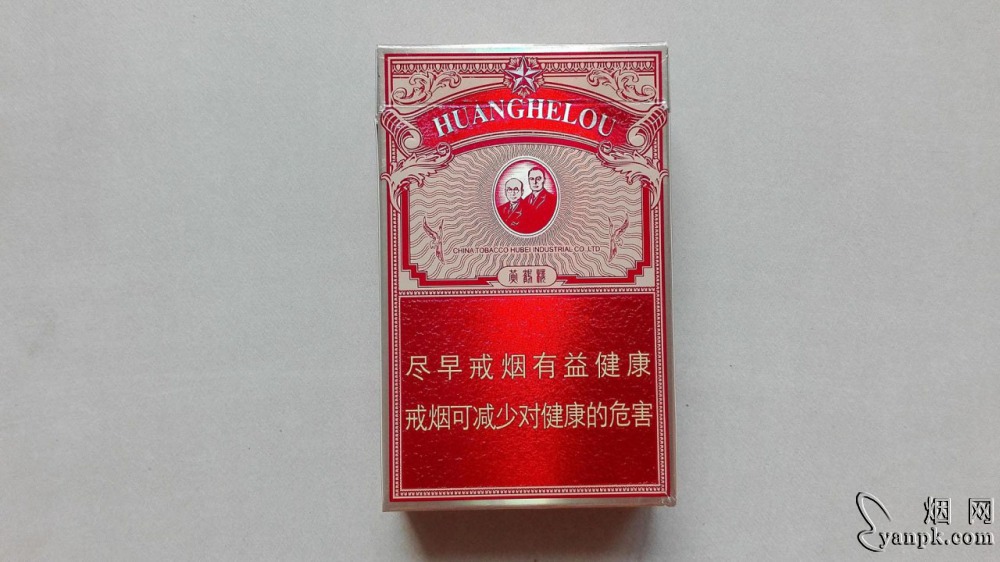 HUANGHELOU
CHINA TOBACCO HUBEI INDUSTRIAL CO. LTD
黄鹤楼
尽早戒烟有益健康
戒烟可减少对健康的危害
烟网
yanpk.com